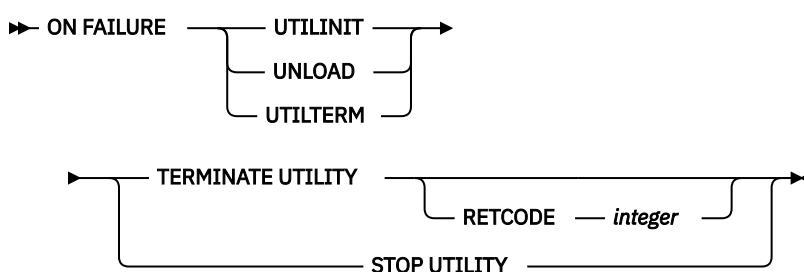 ON FAILURE UTILINIT
UNLOAD
UTILTERM
TERMINATE UTILITY
RETCODE integer
STOP UTILITY